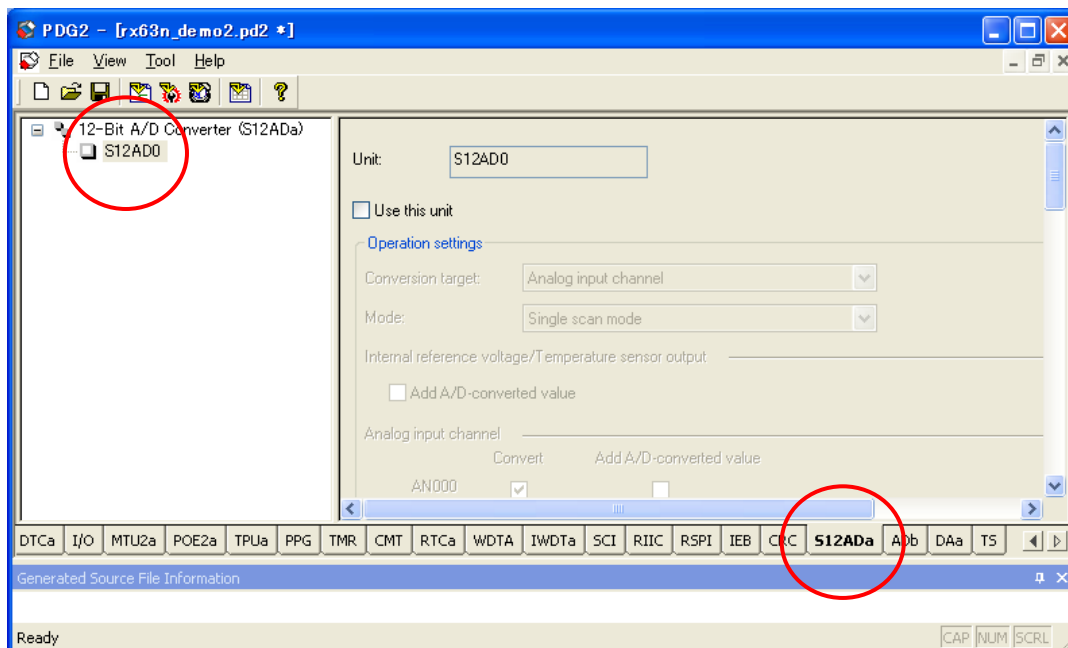 PDG2 - [rx63n_demo2.pd2 *]
File View Tool Help
12-Bit A/D Converter (S12ADa)
S12AD0
Unit: S12AD0
Use this unit
Operation settings
Conversion target: Analog input channel
Mode: Single scan mode
Internal reference voltage/Temperature sensor output
Add A/D-converted value
Analog input channel
Convert Add A/D-converted value
AN000
DTCa I/O MTU2a POE2a TPUa PPG TMR CMT RTCa WDTA IWDTa SCI RIIC RSPI IEB CRC S12ADa ADb DAa TS
Generated Source File Information
Ready CAP NUM SCRL